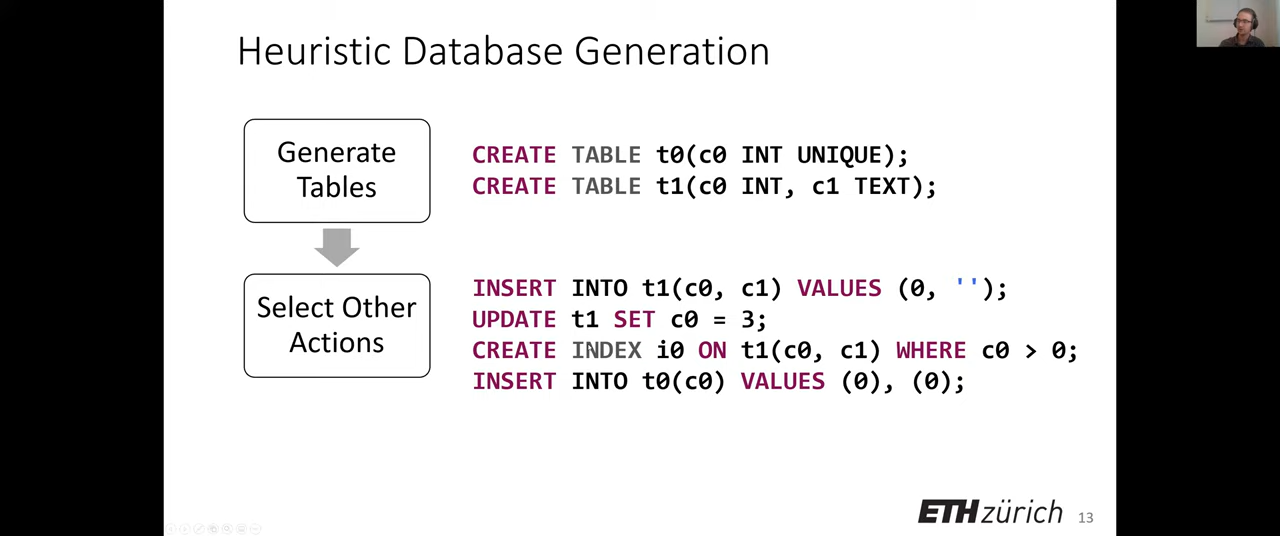 Heuristic Database Generation
Generate
Tables
CREATE TABLE t0(c0 INT UNIQUE);
CREATE TABLE t1(c0 INT, c1 TEXT);
Select Other
Actions
INSERT INTO t1(c0, c1) VALUES (0, '');
UPDATE t1 SET c0 = 3;
CREATE INDEX i0 ON t1(c0, c1) WHERE c0 > 0;
INSERT INTO t0(c0) VALUES (0), (0);
ETH zürich
13